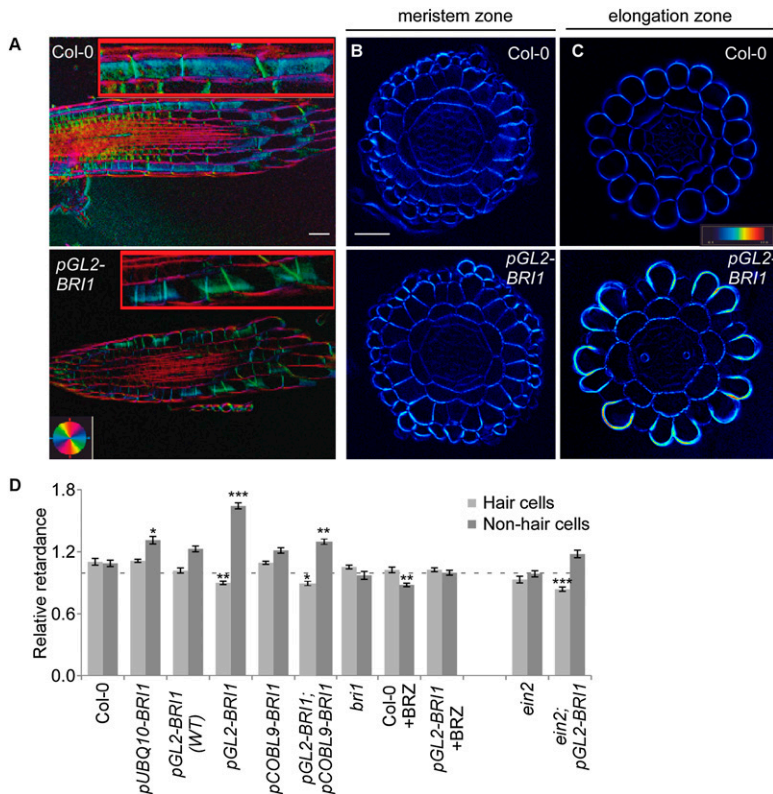 meristem zone
elongation zone
A
Col-0
B
Col-0
C
Col-0
pGL2-
BRI1
pGL2-
BRI1
pGL2-
BRI1
D
1.8
1.2
0.6
0.0
Relative retardance
Hair cells
Non-hair cells
*
***
**
*
**
**
***
Col-0
pUBQ10-BRI1
pGL2-BRI1
(WT)
pGL2-BRI1
pCOBL9-BRI1
pGL2-BRI1;
pCOBL9-BRI1
bri1
Col-0
+BRZ
pGL2-BRI1
+BRZ
ein2
ein2;
pGL2-BRI1